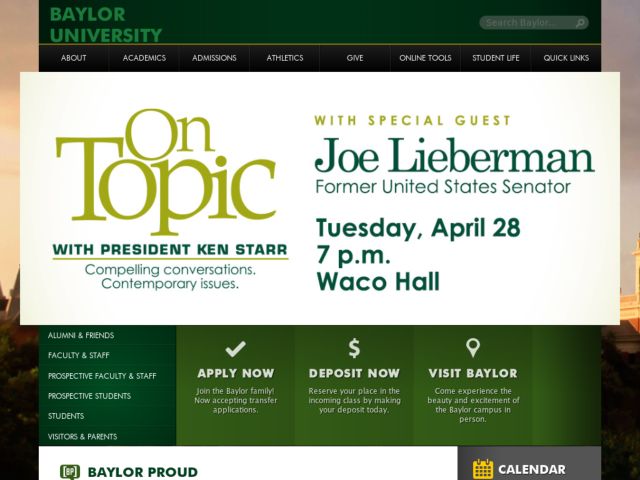 BAYLOR
UNIVERSITY
Search Baylor...
ABOUT
ACADEMICS
ADMISSIONS
ATHLETICS
GIVE
ONLINE TOOLS
STUDENT LIFE
QUICK LINKS
On
Topic
WITH PRESIDENT KEN STARR
Compelling conversations.
Contemporary issues.
WITH SPECIAL GUEST
Joe Lieberman
Former United States Senator
Tuesday, April 28
7 p.m.
Waco Hall
ALUMNI & FRIENDS
FACULTY & STAFF
PROSPECTIVE FACULTY & STAFF
PROSPECTIVE STUDENTS
STUDENTS
VISITORS & PARENTS
APPLY NOW
Join the Baylor family!
Now accepting transfer
applications.
$
DEPOSIT NOW
Reserve your place in the
incoming class by making
your deposit today.
VISIT BAYLOR
Come experience the
beauty and excitement of
the Baylor campus in
person.
BP
BAYLOR PROUD
CALENDAR